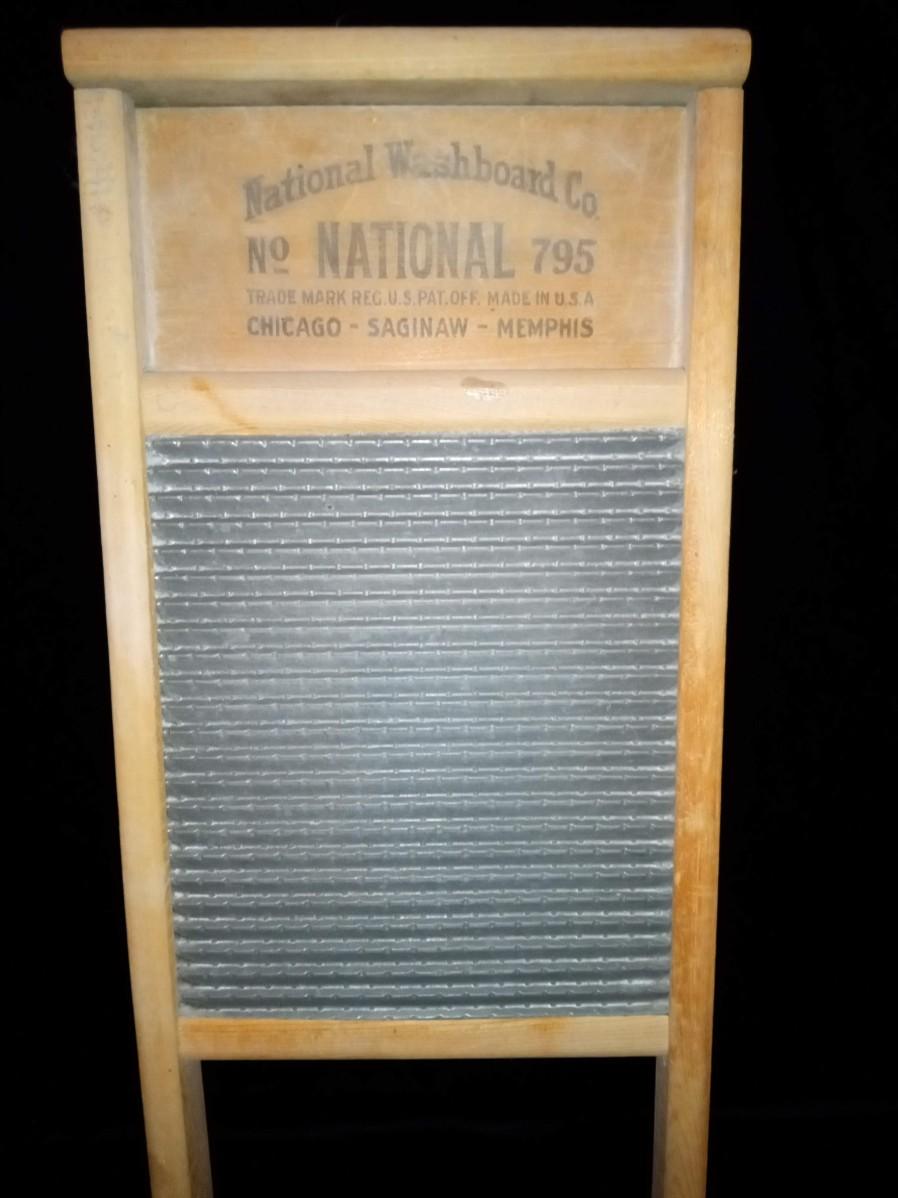 National Washboard Co.
Nº NATIONAL 795
TRADE MARK REG. U.S. PAT. OFF. MADE IN U.S.A
CHICAGO - SAGINAW - MEMPHIS